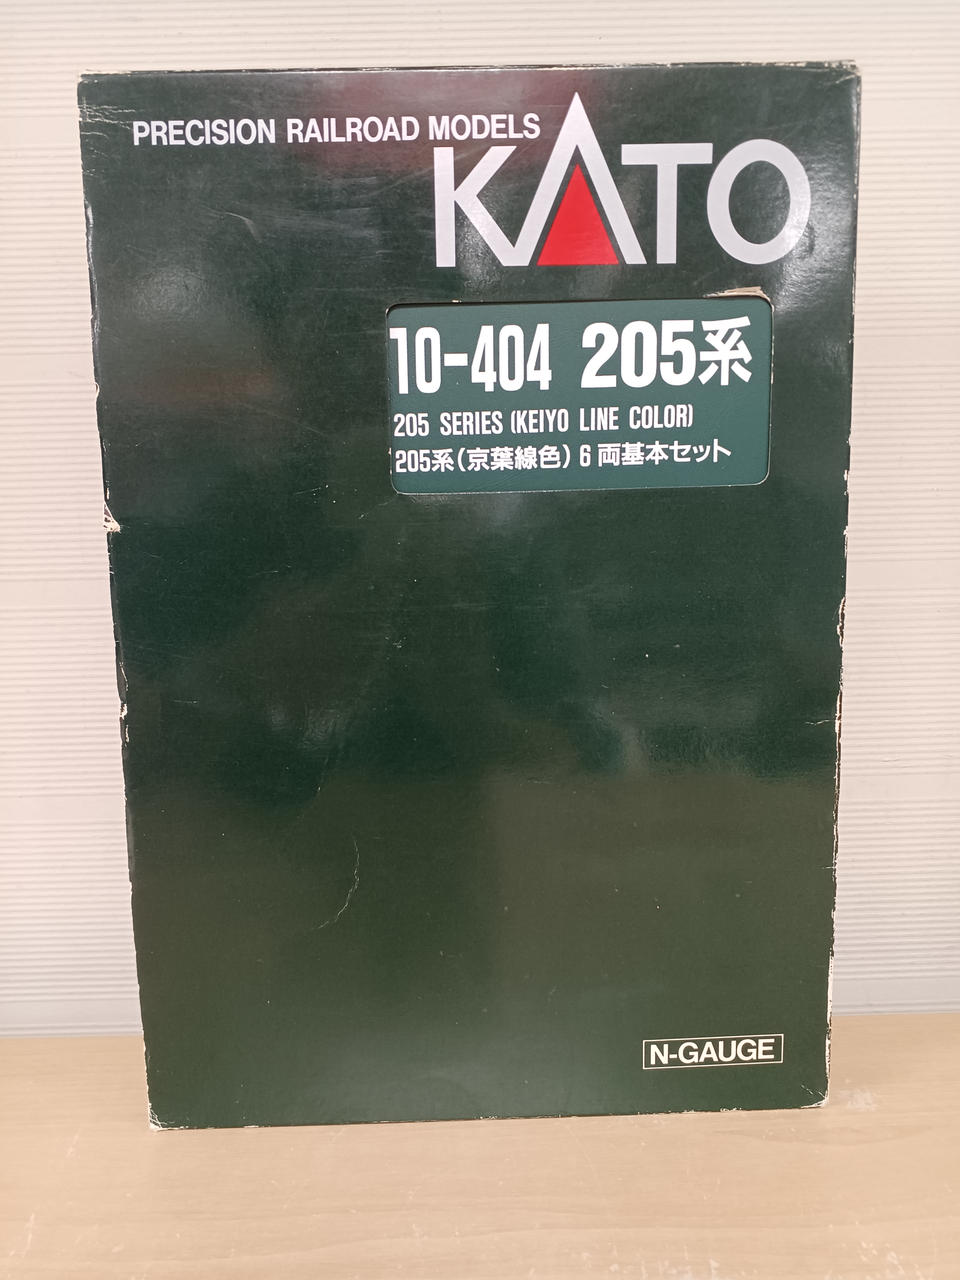 PRECISION RAILROAD MODELS
KATO
10-404 205系
205 SERIES (KEIYO LINE COLOR)
205系(京葉線色)6両基本セット
N-GAUGE